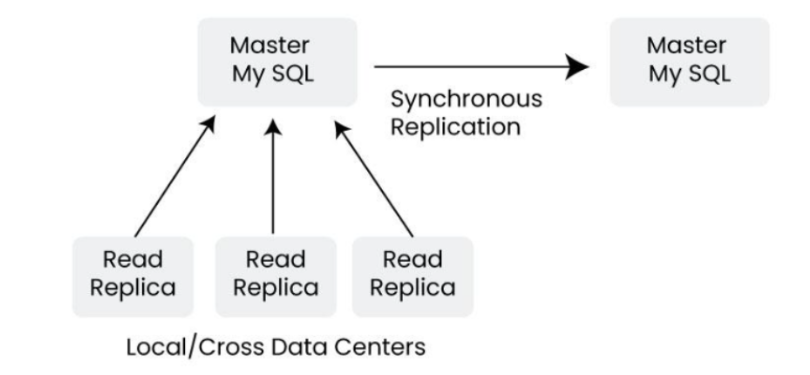 Master
My SQL
Master
My SQL
Synchronous
Replication
Read
Replica
Read
Replica
Read
Replica
Local/Cross Data Centers